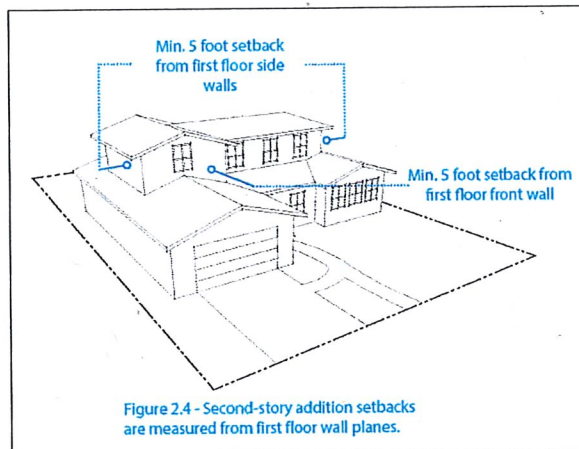 Min. 5 foot setback
from first floor side
walls
Min. 5 foot setback from
first floor front wall
Figure 2.4 - Second-story addition setbacks
are measured from first floor wall planes.